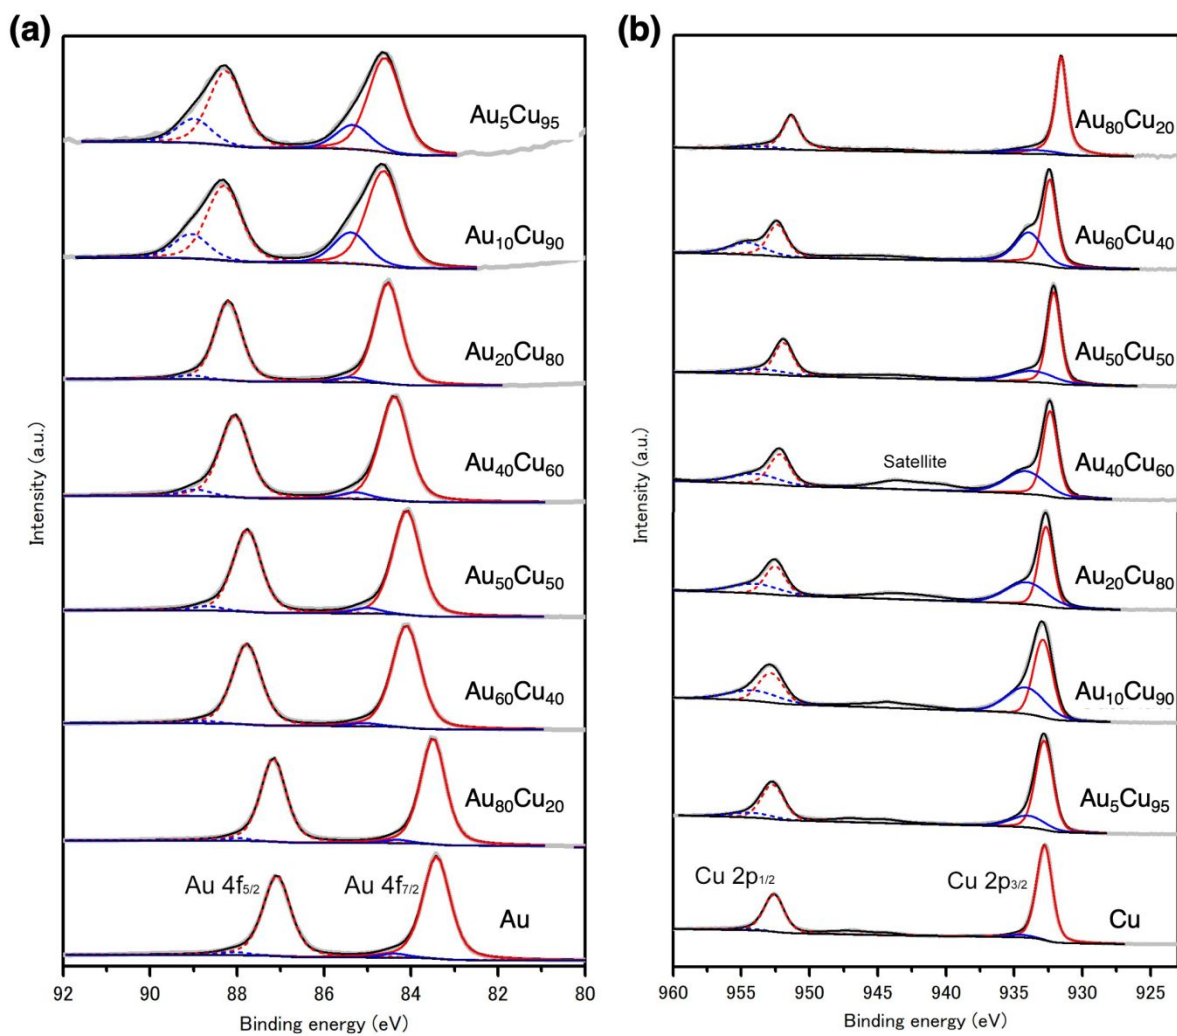 (a)
Au5Cu95
Au10Cu90
Au20Cu80
Au40Cu60
Au50Cu50
Au60Cu40
Au80Cu20
Au 4f5/2
Au 4f7/2
Au
Intensity (a.u.)
92
90
88
86
84
82
80
Binding energy (eV)
(b)
Au80Cu20
Au60Cu40
Au50Cu50
Au40Cu60
Satellite
Au20Cu80
Au10Cu90
Au5Cu95
Cu 2p1/2
Cu 2p3/2
Cu
Intensity (a.u.)
960
955
950
945
940
935
930
925
Binding energy (eV)